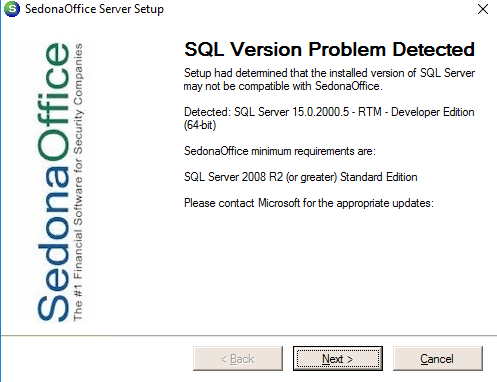 SedonaOffice Server Setup
SedonaOffice
The #1 Financial Software for Security Companies
SQL Version Problem Detected
Setup had determined that the installed version of SQL Server
may not be compatible with SedonaOffice.
Detected: SQL Server 15.0.2000.5 - RTM - Developer Edition
(64-bit)
SedonaOffice minimum requirements are:
SQL Server 2008 R2 (or greater) Standard Edition
Please contact Microsoft for the appropriate updates:
< Back
Next >
Cancel